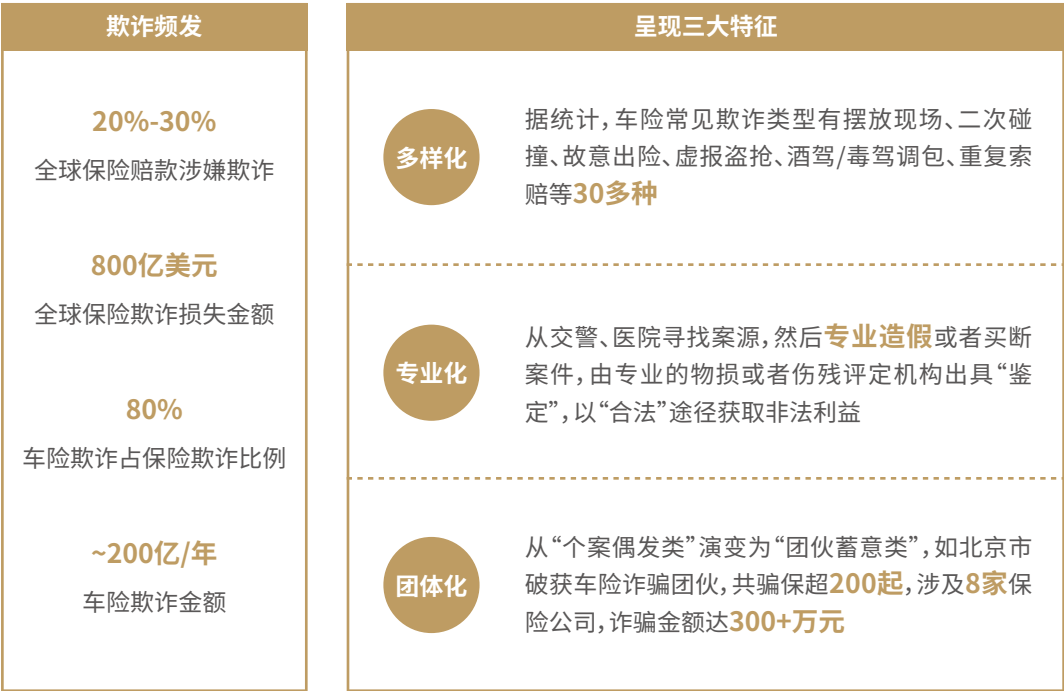 欺诈频发
20%-30%
全球保险赔款涉嫌欺诈
800亿美元
全球保险欺诈损失金额
80%
车险欺诈占保险欺诈比例
~200亿/年
车险欺诈金额
呈现三大特征
多样化
据统计，车险常见欺诈类型有摆放现场、二次碰
撞、故意出险、虚报盗抢、酒驾/毒驾调包、重复索
赔等30多种
专业化
从交警、医院寻找案源，然后专业造假或者买断
案件，由专业的物损或者伤残评定机构出具“鉴
定”，以“合法”途径获取非法利益
团体化
从“个案偶发类”演变为“团伙蓄意类”，如北京市
破获车险诈骗团伙，共骗保超200起，涉及8家保
险公司，诈骗金额达300+万元